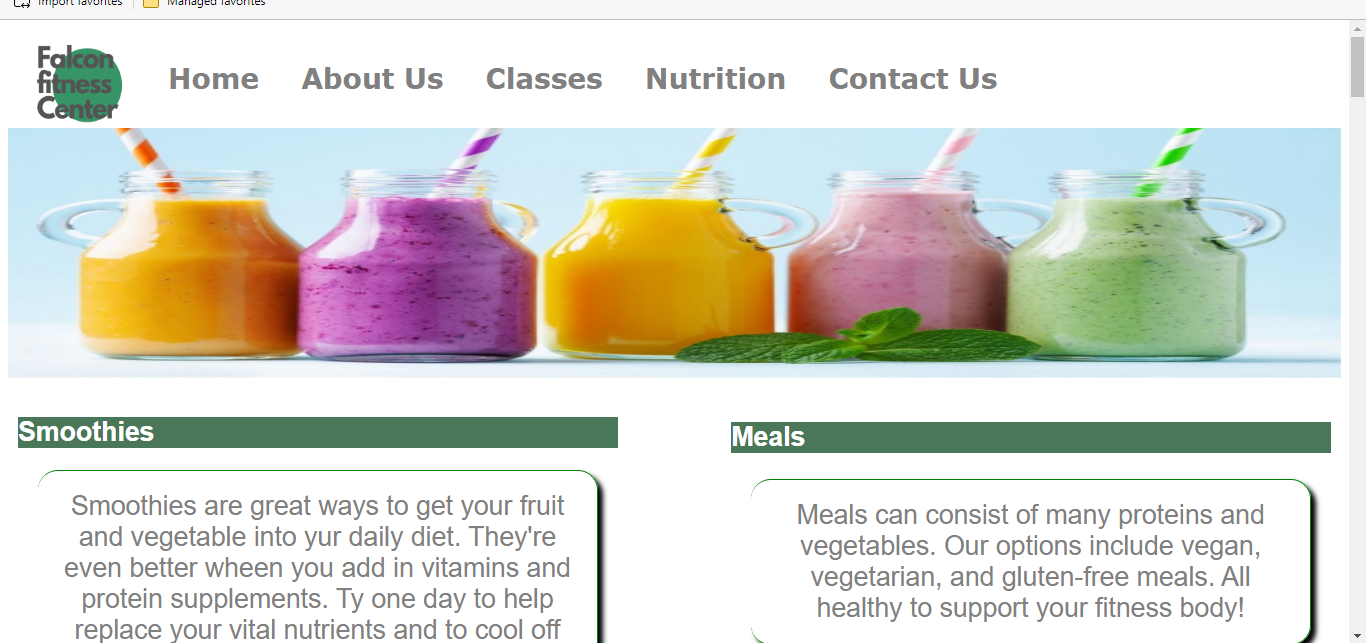 Import favorites
Managed favorites
Falcon
fitness
Center
Home
About Us
Classes
Nutrition
Contact Us
Smoothies
Smoothies are great ways to get your fruit
and vegetable into yur daily diet. They're
even better wheen you add in vitamins and
protein supplements. Ty one day to help
replace your vital nutrients and to cool off
Meals
Meals can consist of many proteins and
vegetables. Our options include vegan,
vegetarian, and gluten-free meals. All
healthy to support your fitness body!